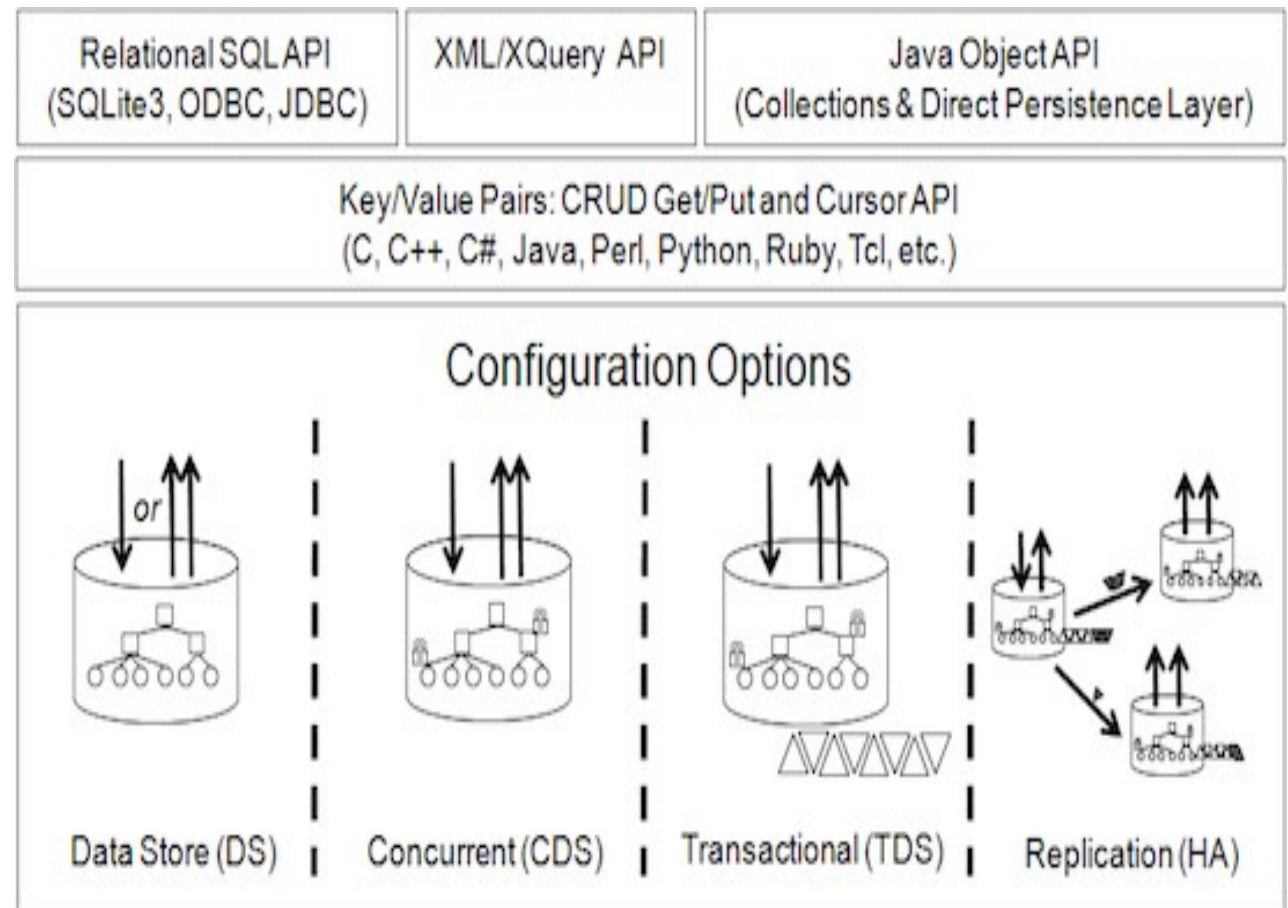 Relational SQL API
(SQLite3, ODBC, JDBC)
XML/XQuery API
Java Object API
(Collections & Direct Persistence Layer)
Key/Value Pairs: CRUD Get/Put and Cursor API
(C, C++, C#, Java, Perl, Python, Ruby, Tcl, etc.)
Configuration Options
or
Data Store (DS)
Concurrent (CDS)
Transactional (TDS)
Replication (HA)